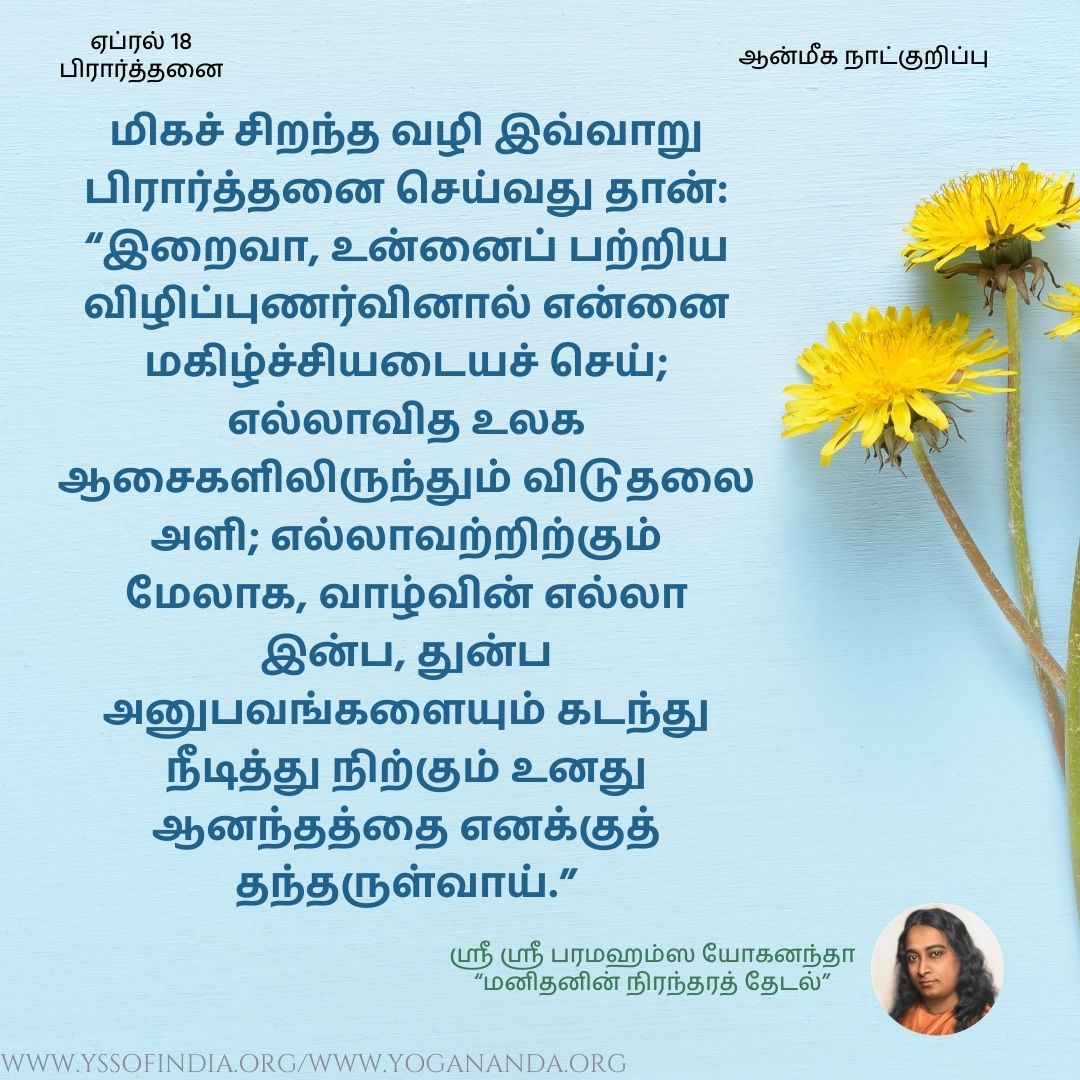 ஏப்ரல் 18
பிரார்த்தனை
ஆன்மீக நாட்குறிப்பு
மிகச் சிறந்த வழி இவ்வாறு
பிரார்த்தனை செய்வது தான்:
“இறைவா, உன்னைப் பற்றிய
விழிப்புணர்வினால் என்னை
மகிழ்ச்சியடையச் செய்;
எல்லாவித உலக
ஆசைகளிலிருந்தும் விடுதலை
அளி; எல்லாவற்றிற்கும்
மேலாக, வாழ்வின் எல்லா
இன்ப, துன்ப
அனுபவங்களையும் கடந்து
நீடித்து நிற்கும் உனது
ஆனந்தத்தை எனக்குத்
தந்தருள்வாய்.”
ஸ்ரீ ஸ்ரீ பரமஹம்ஸ யோகனந்தா
“மனிதனின் நிரந்தரத் தேடல்”
WWW.YSSOFINDIA.ORG/WWW.YOGANANDA.ORG